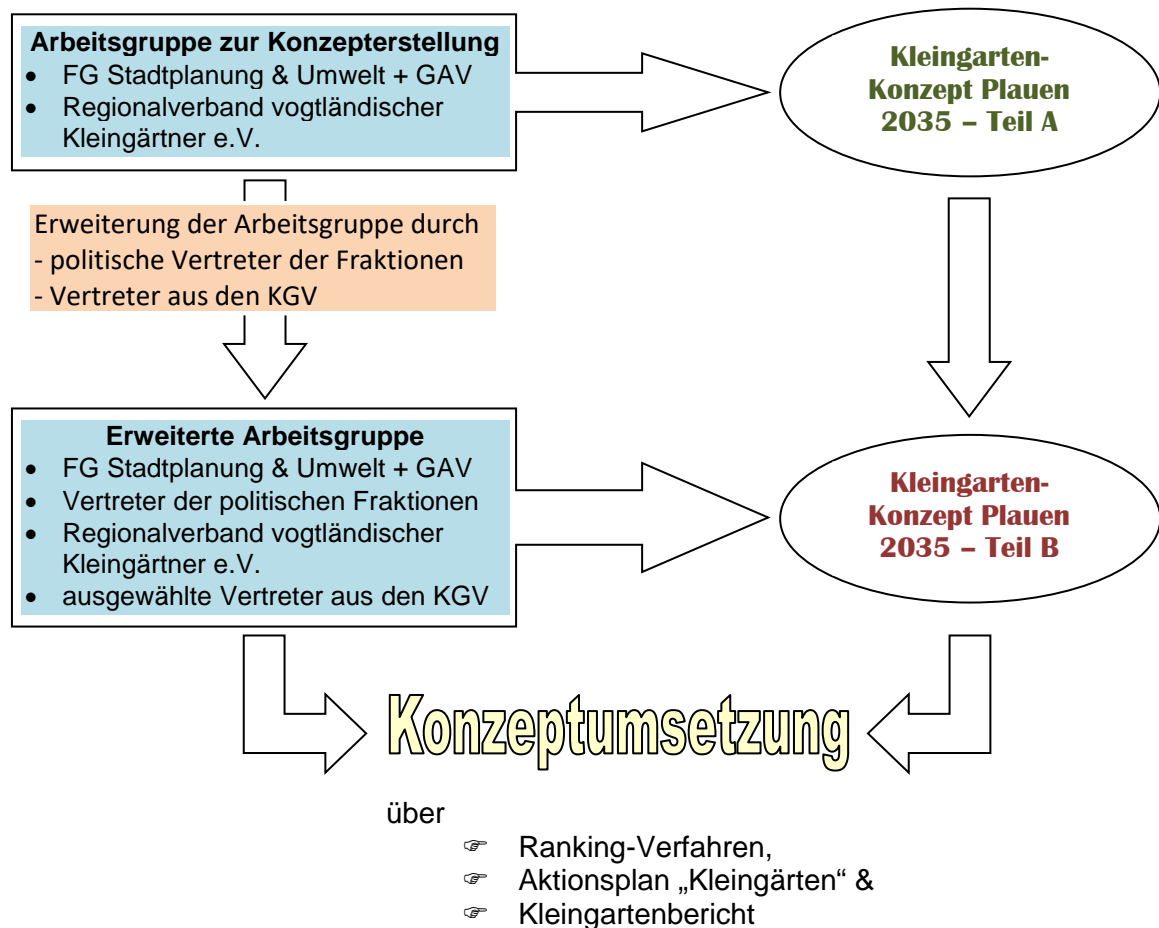 Arbeitsgruppe zur Konzepterstellung
• FG Stadtplanung & Umwelt + GAV
• Regionalverband vogtländischer
Kleingärtner e.V.
Kleingarten-
Konzept Plauen
2035 – Teil A
Erweiterung der Arbeitsgruppe durch
- politische Vertreter der Fraktionen
- Vertreter aus den KGV
Erweiterte Arbeitsgruppe
• FG Stadtplanung & Umwelt + GAV
• Vertreter der politischen Fraktionen
• Regionalverband vogtländischer
Kleingärtner e.V.
• ausgewählte Vertreter aus den KGV
Kleingarten-
Konzept Plauen
2035 – Teil B
Konzeptumsetzung
über
☞ Ranking-Verfahren,
☞ Aktionsplan „Kleingärten“ &
☞ Kleingartenbericht